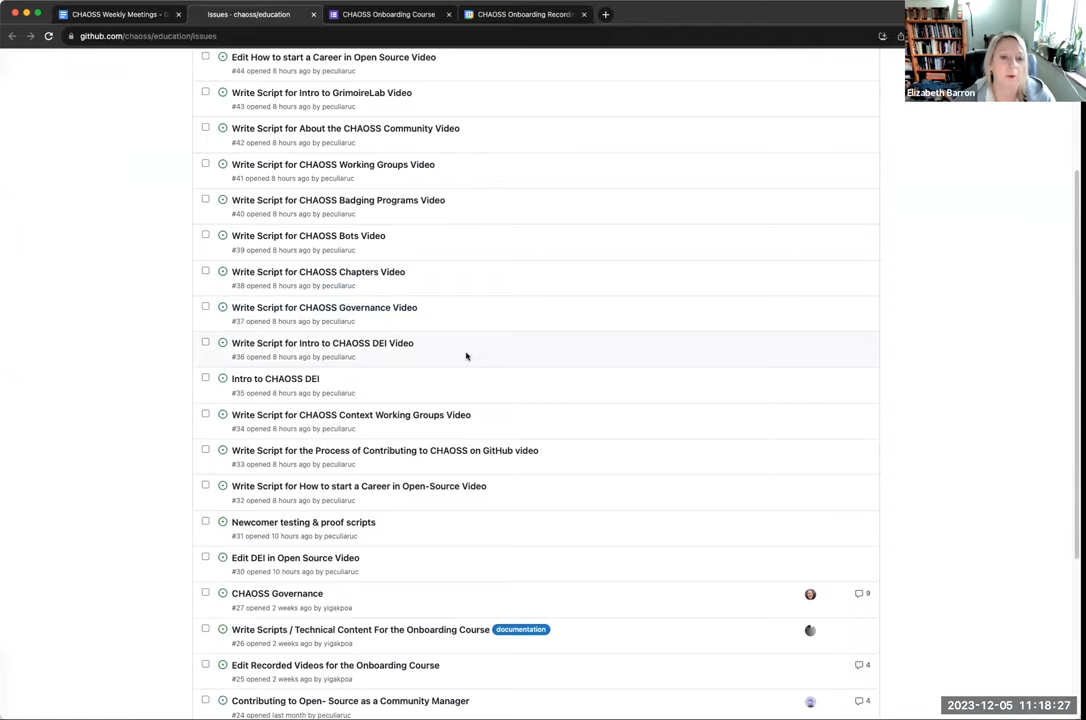 CHAOSS Weekly Meetings - G
Issues · chaoss/education
CHAOSS Onboarding Course
CHAOSS Onboarding Record
github.com/chaoss/education/issues
Elizabeth Barron
Edit How to start a Career in Open Source Video
#44 opened 8 hours ago by peculiaruc
Write Script for Intro to GrimoireLab Video
#43 opened 8 hours ago by peculiaruc
Write Script for About the CHAOSS Community Video
#42 opened 8 hours ago by peculiaruc
Write Script for CHAOSS Working Groups Video
#41 opened 8 hours ago by peculiaruc
Write Script for CHAOSS Badging Programs Video
#40 opened 8 hours ago by peculiaruc
Write Script for CHAOSS Bots Video
#39 opened 8 hours ago by peculiaruc
Write Script for CHAOSS Chapters Video
#38 opened 8 hours ago by peculiaruc
Write Script for CHAOSS Governance Video
#37 opened 8 hours ago by peculiaruc
Write Script for Intro to CHAOSS DEI Video
#36 opened 8 hours ago by peculiaruc
Intro to CHAOSS DEI
#35 opened 8 hours ago by peculiaruc
Write Script for CHAOSS Context Working Groups Video
#34 opened 8 hours ago by peculiaruc
Write Script for the Process of Contributing to CHAOSS on GitHub video
#33 opened 8 hours ago by peculiaruc
Write Script for How to start a Career in Open-Source Video
#32 opened 8 hours ago by peculiaruc
Newcomer testing & proof scripts
#31 opened 10 hours ago by peculiaruc
Edit DEI in Open Source Video
#30 opened 10 hours ago by peculiaruc
CHAOSS Governance 9
#27 opened 2 weeks ago by yigakpoa
Write Scripts / Technical Content For the Onboarding Course documentation
#26 opened 2 weeks ago by yigakpoa
Edit Recorded Videos for the Onboarding Course 4
#25 opened 2 weeks ago by yigakpoa
Contributing to Open- Source as a Community Manager 4
#24 opened last month by peculiaruc
2023-12-05 11:18:27